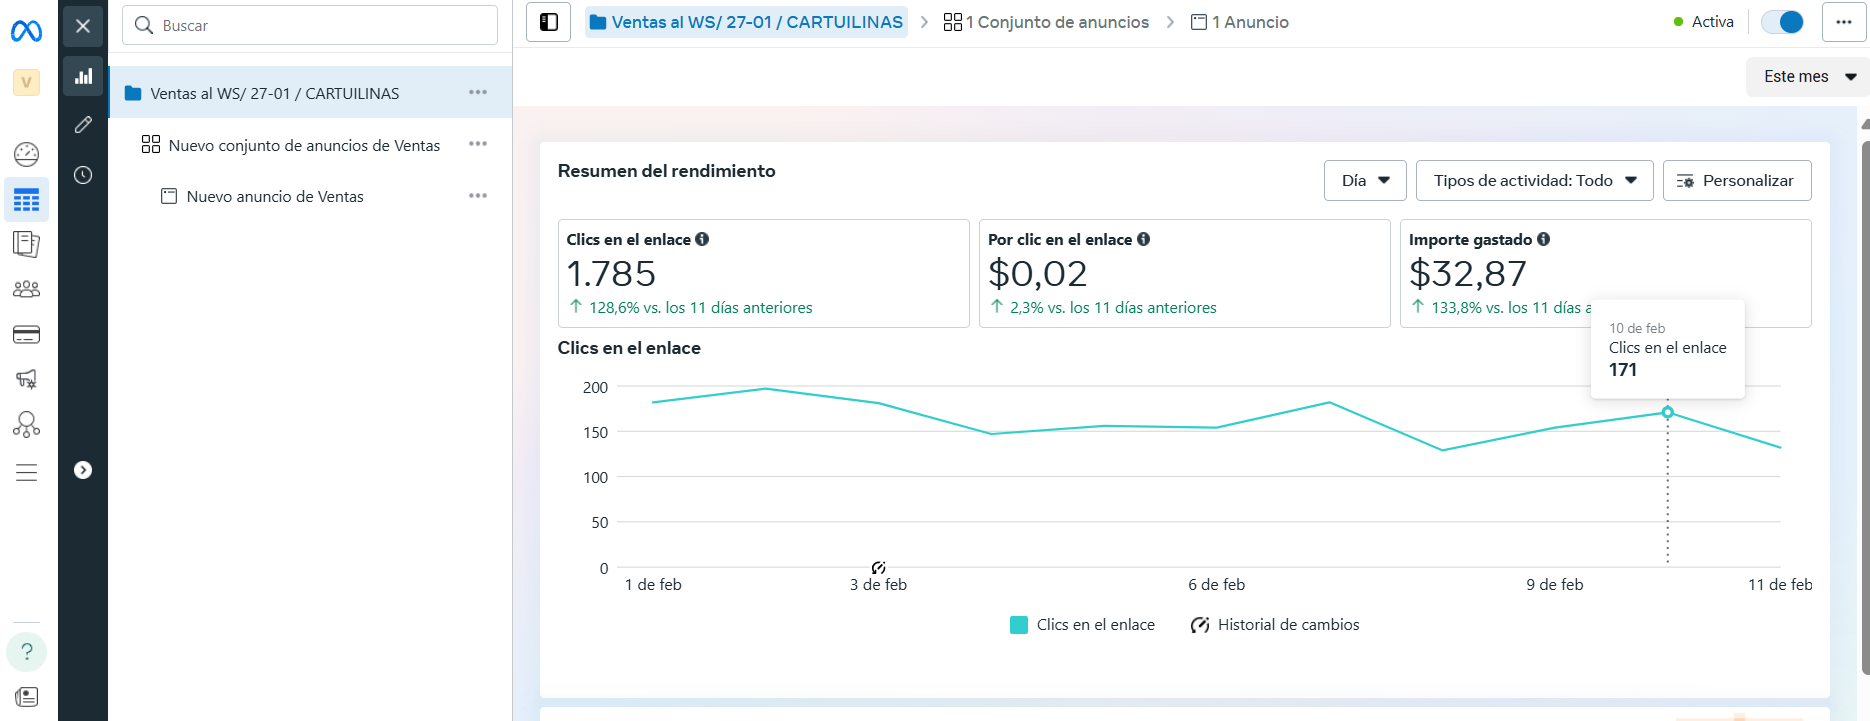 V
?
Buscar
Ventas al WS/ 27-01 / CARTUILINAS
Nuevo conjunto de anuncios de Ventas
Nuevo anuncio de Ventas
Ventas al WS/ 27-01 / CARTUILINAS
1 Conjunto de anuncios
1 Anuncio
Activa
Este mes
Resumen del rendimiento
Día
Tipos de actividad: Todo
Personalizar
Clics en el enlace
1.785
128,6% vs. los 11 días anteriores
Por clic en el enlace
$0,02
2,3% vs. los 11 días anteriores
Importe gastado
$32,87
133,8% vs. los 11 días a
10 de feb
Clics en el enlace
171
Clics en el enlace
200
150
100
50
0
1 de feb
3 de feb
6 de feb
9 de feb
11 de feb
Clics en el enlace
Historial de cambios